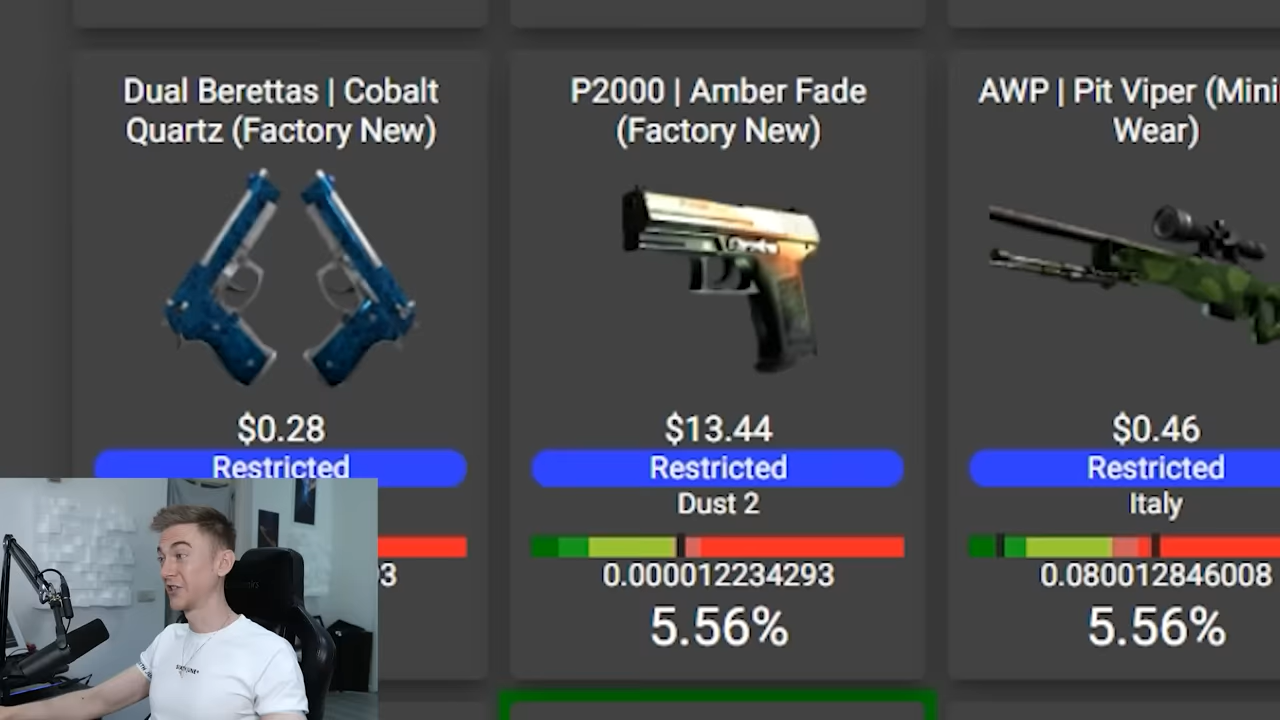 Dual Berettas | Cobalt
Quartz (Factory New)
$0.28
Restricted
3
P2000 | Amber Fade
(Factory New)
$13.44
Restricted
Dust 2
0.000012234293
5.56%
AWP | Pit Viper (Mini
Wear)
$0.46
Restricted
Italy
0.080012846008
5.56%